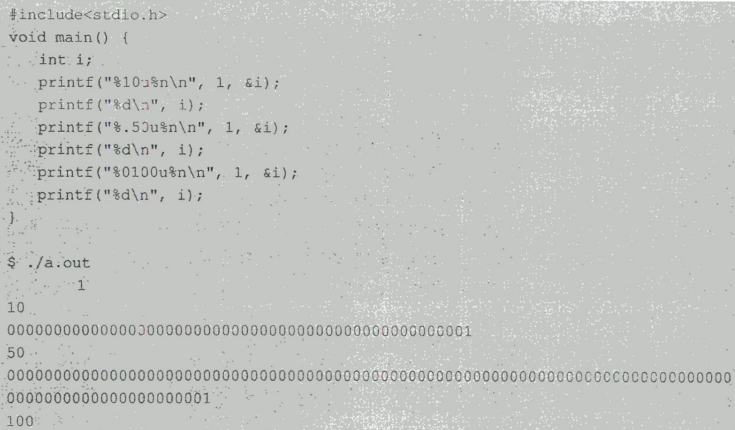 #include<stdio.h>
void main() {
    int i;
    printf("%10u%n\n", 1, &i);
    printf("%d\n", i);
    printf("%.50u%n\n", 1, &i);
    printf("%d\n", i);
    printf("%0100u%n\n", 1, &i);
    printf("%d\n", i);
}
$ ./a.out
         1
10
00000000000000000000000000000000000000000000000001
50
000000000000000000000000000000000000000000000000000000000000000000000000000000
0000000000000000000001
100